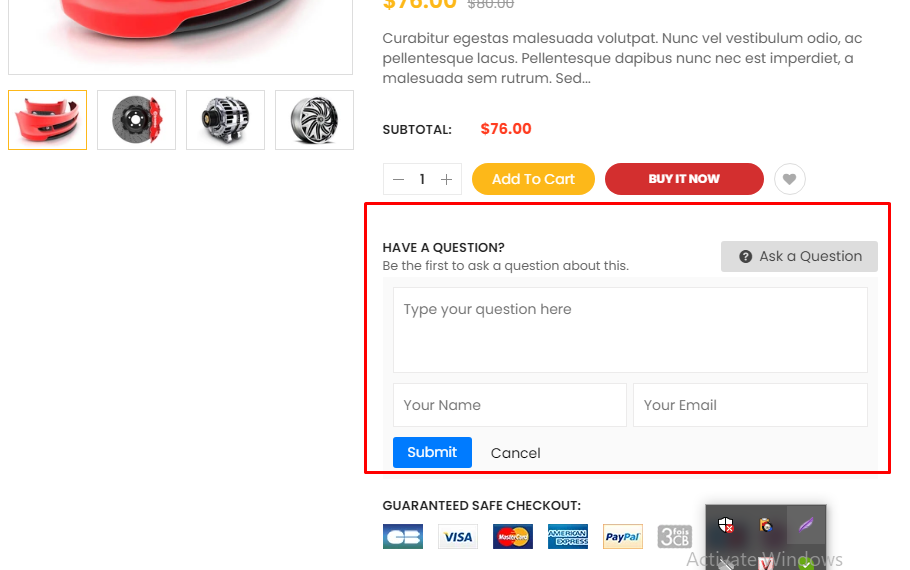 $76.00 $80.00
Curabitur egestas malesuada volutpat. Nunc vel vestibulum odio, ac
pellentesque lacus. Pellentesque dapibus nunc nec est imperdiet, a
malesuada sem rutrum. Sed...
SUBTOTAL: $76.00
1 Add To Cart BUY IT NOW
HAVE A QUESTION?
Be the first to ask a question about this.
Ask a Question
Type your question here
Your Name Your Email
Submit Cancel
GUARANTEED SAFE CHECKOUT:
CB VISA MasterCard AMERICAN EXPRESS PayPal 3 fois CB
Activate Windows